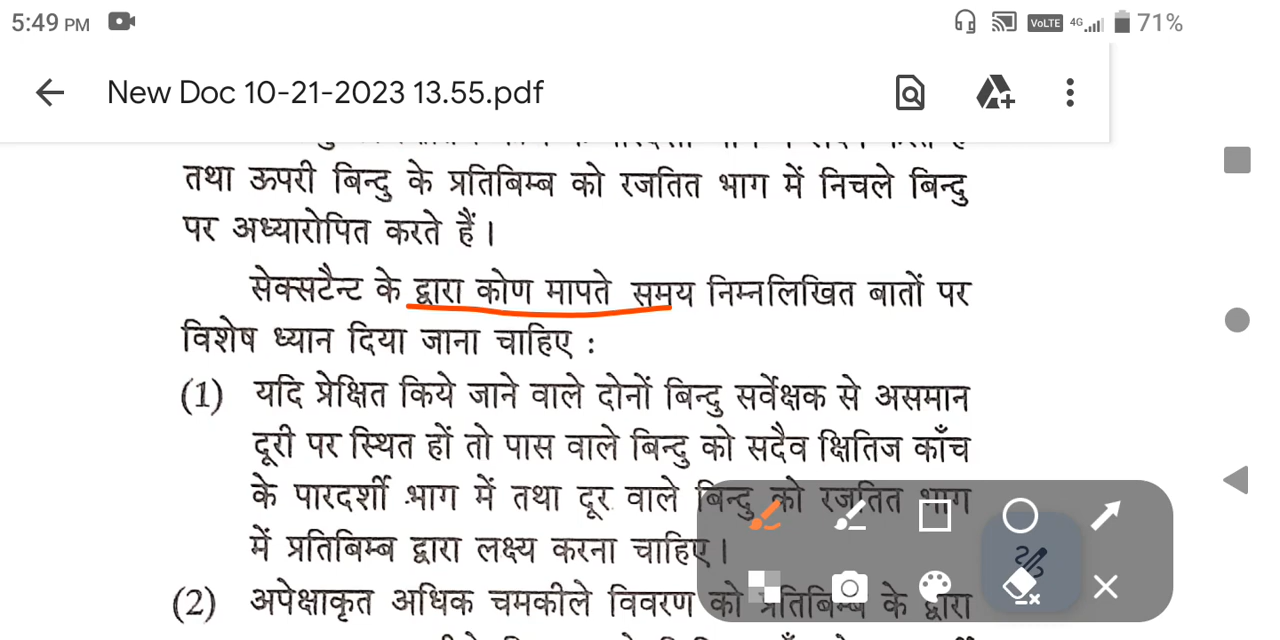 5:49 PM
VoLTE 4G 71%
New Doc 10-21-2023 13.55.pdf
तथा ऊपरी बिन्दु के प्रतिबिम्ब को रजतित भाग में निचले बिन्दु
पर अध्यारोपित करते हैं।
सेक्सटैन्ट के द्वारा कोण मापते समय निम्नलिखित बातों पर
विशेष ध्यान दिया जाना चाहिए :
(1) यदि प्रेक्षित किये जाने वाले दोनों बिन्दु सर्वेक्षक से असमान
दूरी पर स्थित हों तो पास वाले बिन्दु को सदैव क्षितिज काँच
के पारदर्शी भाग में तथा दूर वाले बिन्दु को रजतित भाग
में प्रतिबिम्ब द्वारा लक्ष्य करना चाहिए।
(2) अपेक्षाकृत अधिक चमकीले विवरण को प्रतिबिम्ब के द्वारा